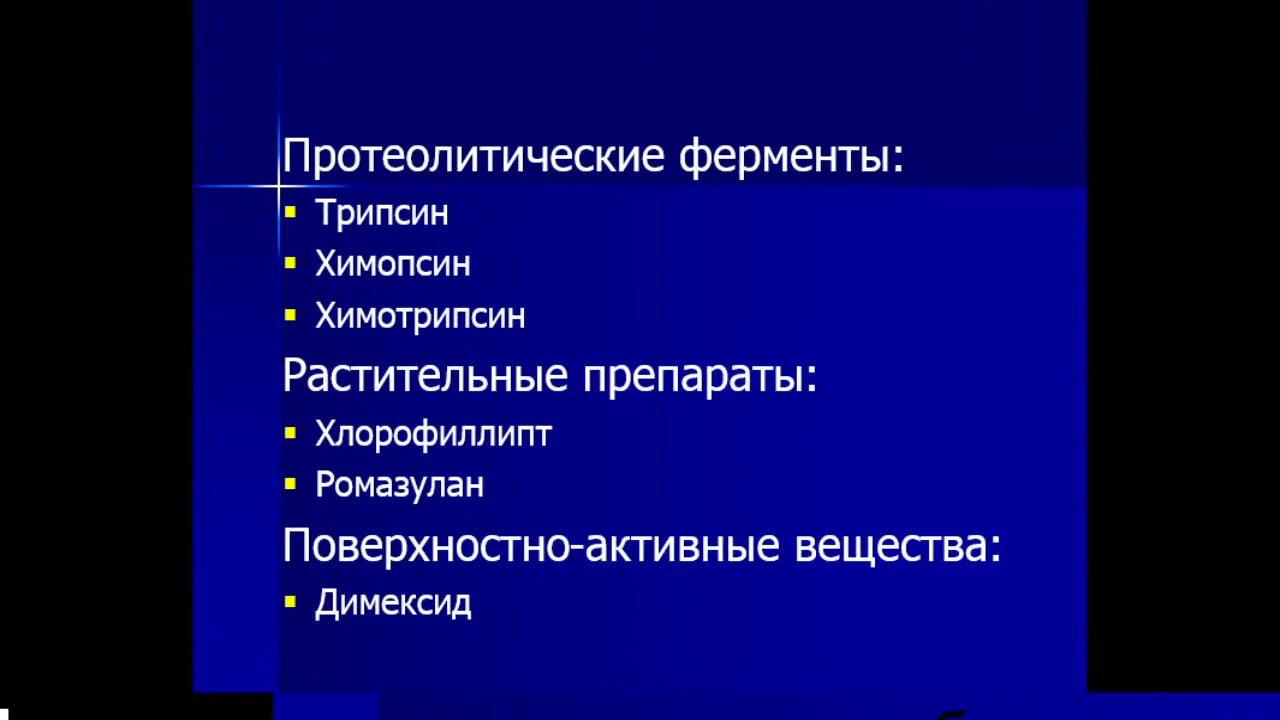 Протеолитические ферменты:
Трипсин
Химопсин
Химотрипсин
Растительные препараты:
Хлорофиллипт
Ромазулан
Поверхностно-активные вещества:
Димексид